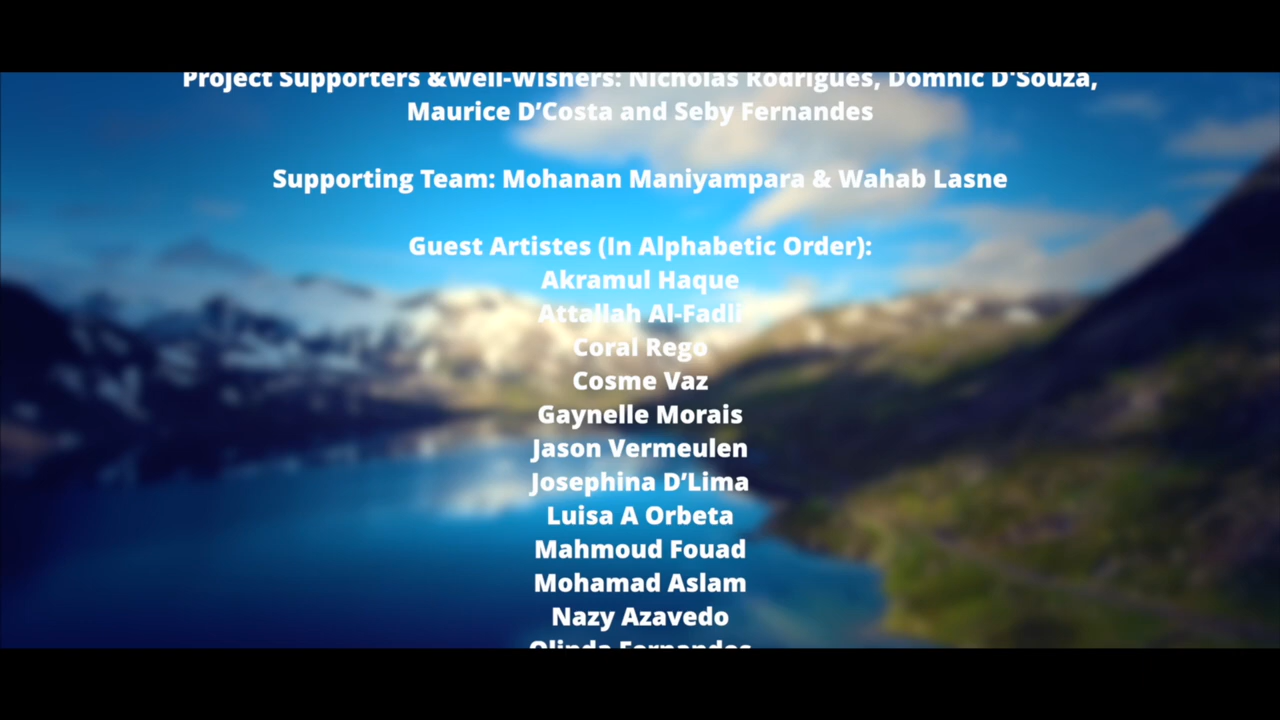 Project Supporters &Well-Wishers: Nicholas Rodrigues, Domnic D'Souza,
Maurice D’Costa and Seby Fernandes
Supporting Team: Mohanan Maniyampara & Wahab Lasne
Guest Artistes (In Alphabetic Order):
Akramul Haque
Attallah Al-Fadli
Coral Rego
Cosme Vaz
Gaynelle Morais
Jason Vermeulen
Josephina D’Lima
Luisa A Orbeta
Mahmoud Fouad
Mohamad Aslam
Nazy Azavedo
Olinda Fernandes